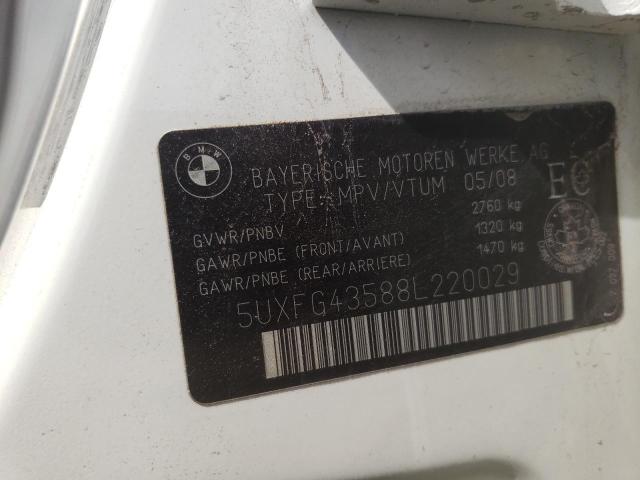 BMW
BAYERISCHE MOTOREN WERKE AG
TYPE: MPV/VTUM 05/08
GVWR/PNBV 2760 kg
GAWR/PNBE (FRONT/AVANT) 1320 kg
GAWR/PNBE (REAR/ARRIERE) 1470 kg
5UXFG43588L220029